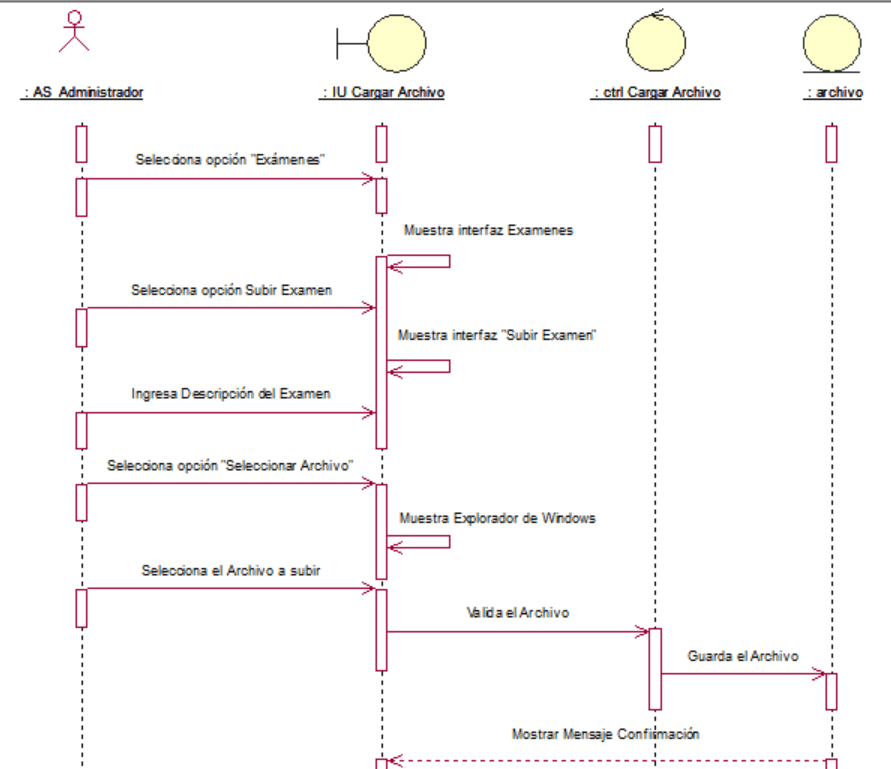 : AS_Administrador
: IU Cargar Archivo
: ctrl Cargar Archivo
: archivo
Selecciona opción "Exámenes"
Muestra interfaz Examenes
Selecciona opción Subir Examen
Muestra interfaz "Subir Examen"
Ingresa Descripción del Examen
Selecciona opción "Seleccionar Archivo"
Muestra Explorador de Windows
Selecciona el Archivo a subir
Valida el Archivo
Guarda el Archivo
Mostrar Mensaje Confirmación